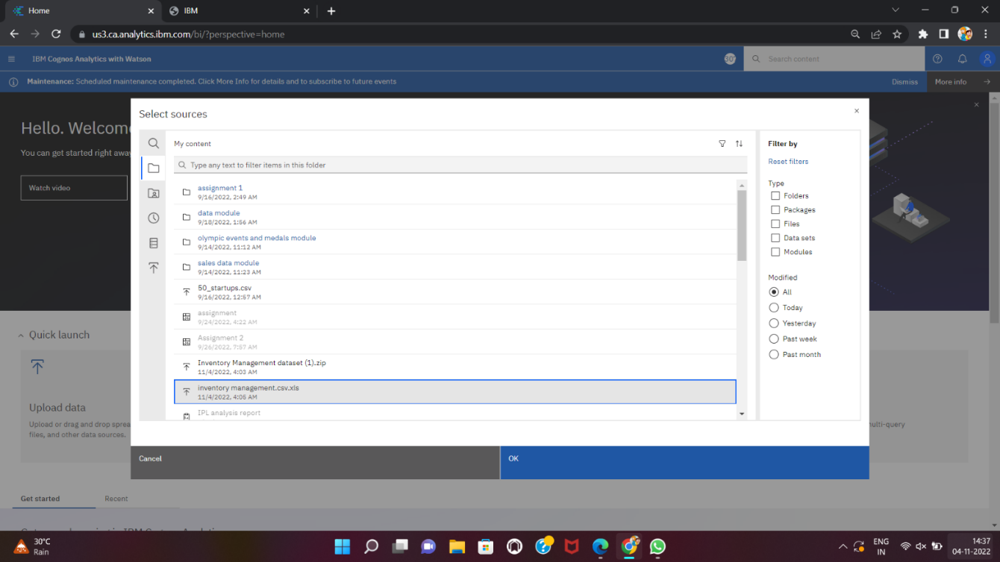 Home
IBM
us3.ca.analytics.ibm.com/bi/?perspective=home
IBM Cognos Analytics with Watson
30
Search content
Maintenance: Scheduled maintenance completed. Click More Info for details and to subscribe to future events
Dismiss
More info
Hello. Welcome
You can get started right away
Watch video
Select sources
My content
Type any text to filter items in this folder
assignment 1
9/16/2022, 2:49 AM
data module
9/18/2022, 1:56 AM
olympic events and medals module
9/14/2022, 11:12 AM
sales data module
9/14/2022, 11:23 AM
50_startups.csv
9/16/2022, 12:57 AM
assignment
9/24/2022, 4:22 AM
Assignment 2
9/26/2022, 7:57 AM
Inventory Management dataset (1).zip
11/4/2022, 4:03 AM
inventory management.csv.xls
11/4/2022, 4:05 AM
IPL analysis report
Filter by
Reset filters
Type
Folders
Packages
Files
Data sets
Modules
Modified
All
Today
Yesterday
Past week
Past month
Cancel
OK
Quick launch
Upload data
Upload or drag and drop sprea
files, and other data sources.
multi-query
Get started
Recent
30°C
Rain
ENG
IN
14:37
04-11-2022